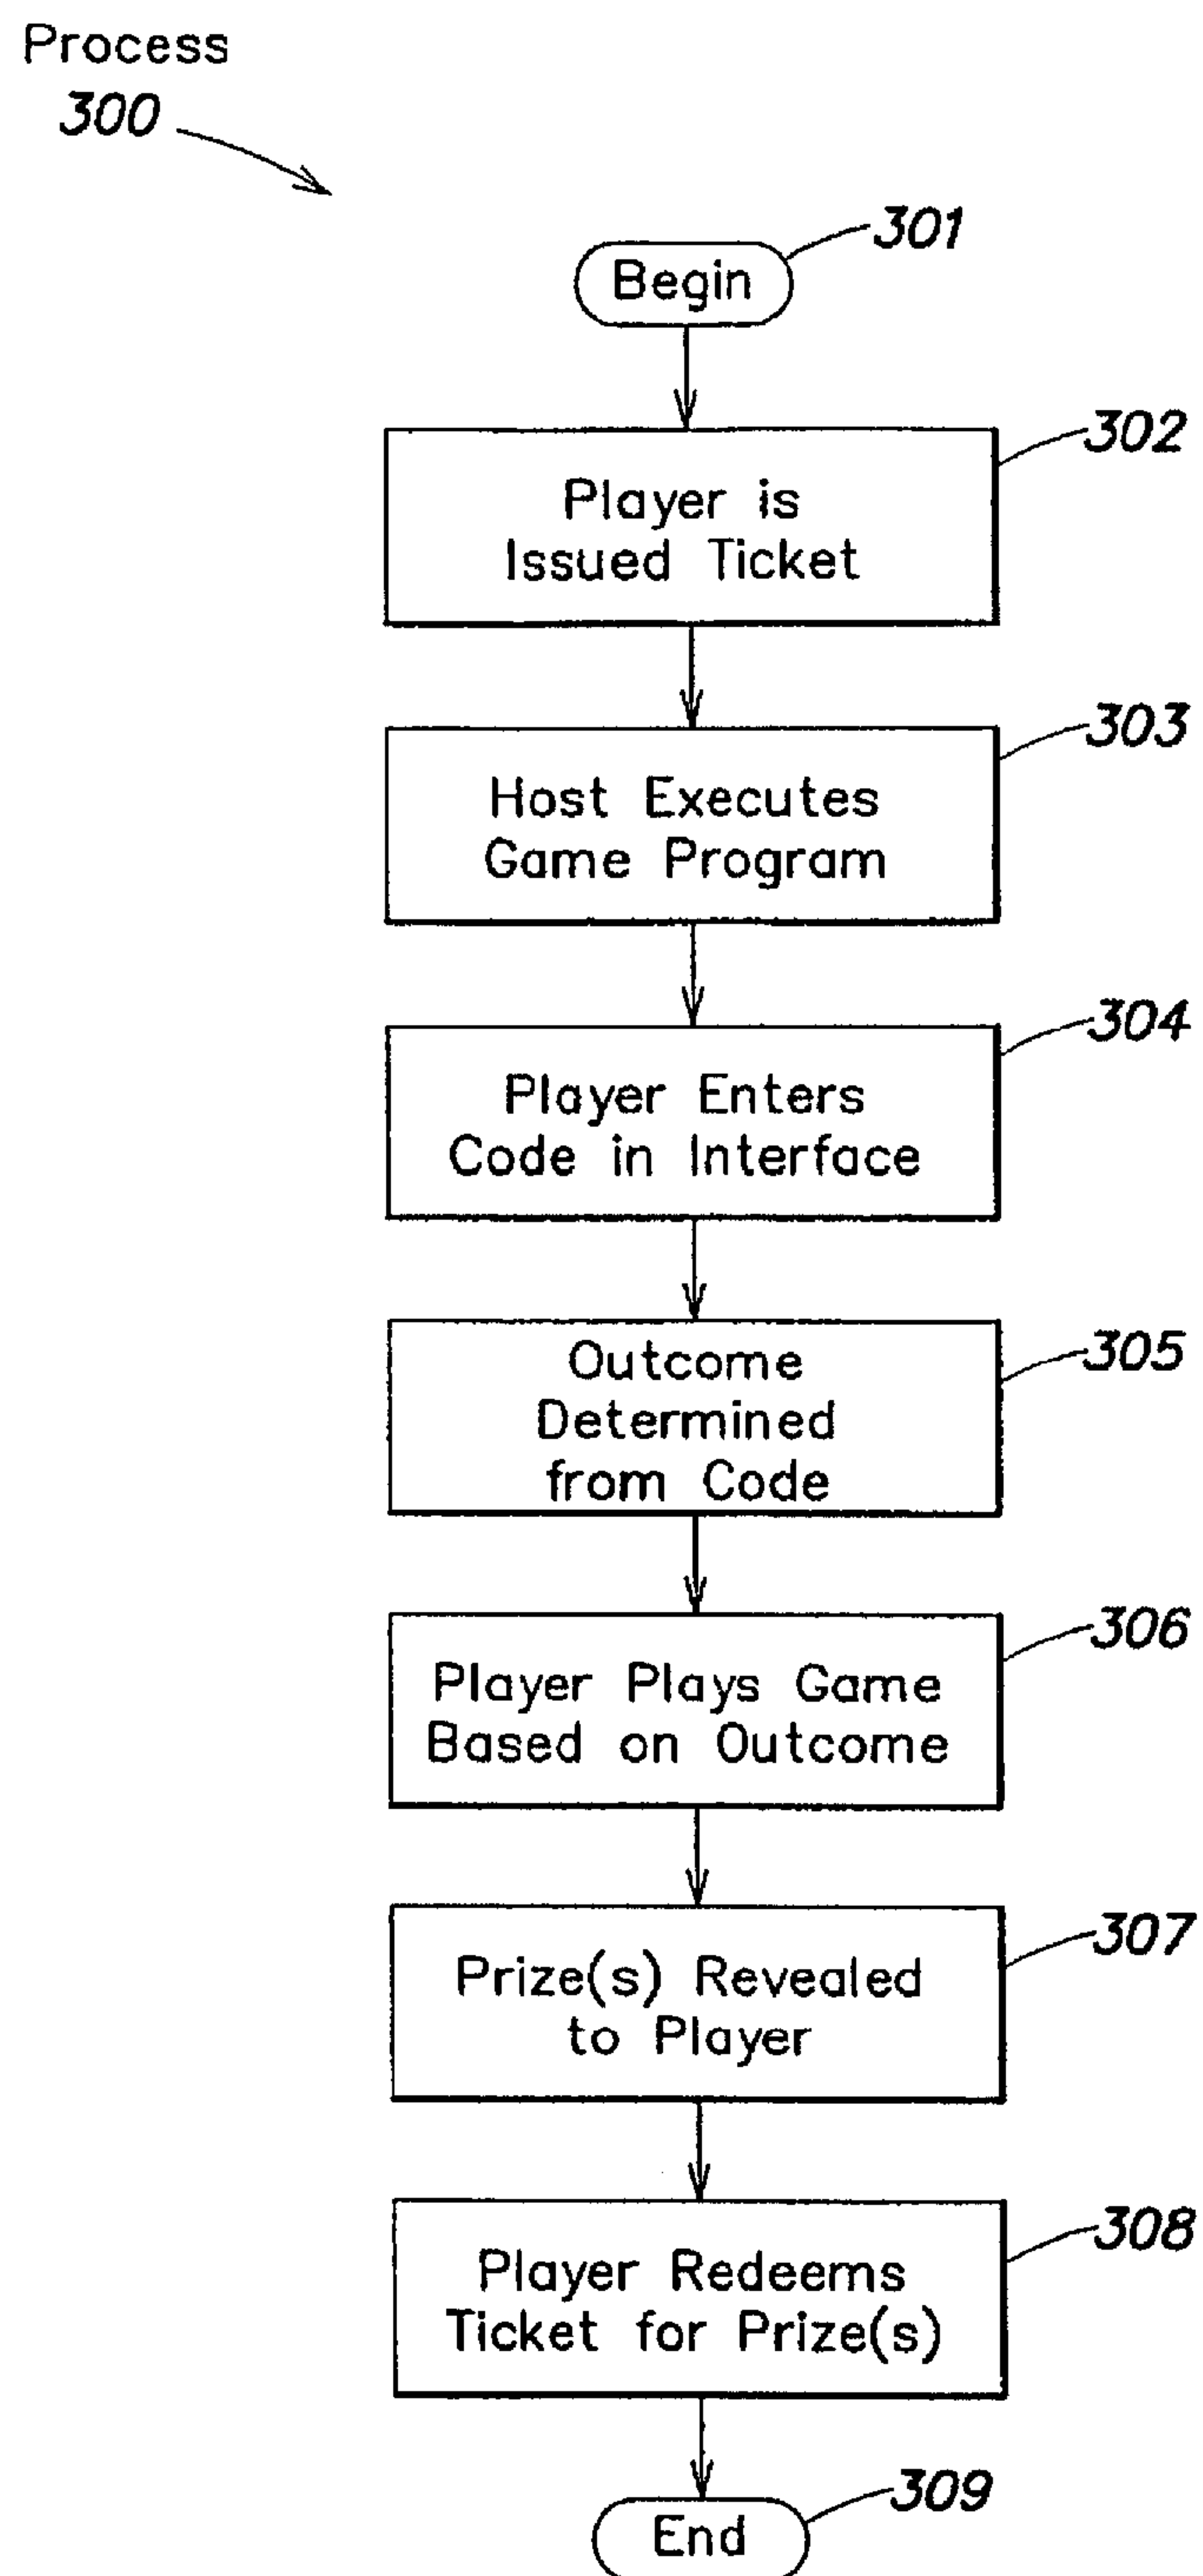 Process
300
301
Begin
302
Player is
Issued Ticket
303
Host Executes
Game Program
304
Player Enters
Code in Interface
305
Outcome
Determined
from Code
306
Player Plays Game
Based on Outcome
307
Prize(s) Revealed
to Player
308
Player Redeems
Ticket for Prize(s)
309
End